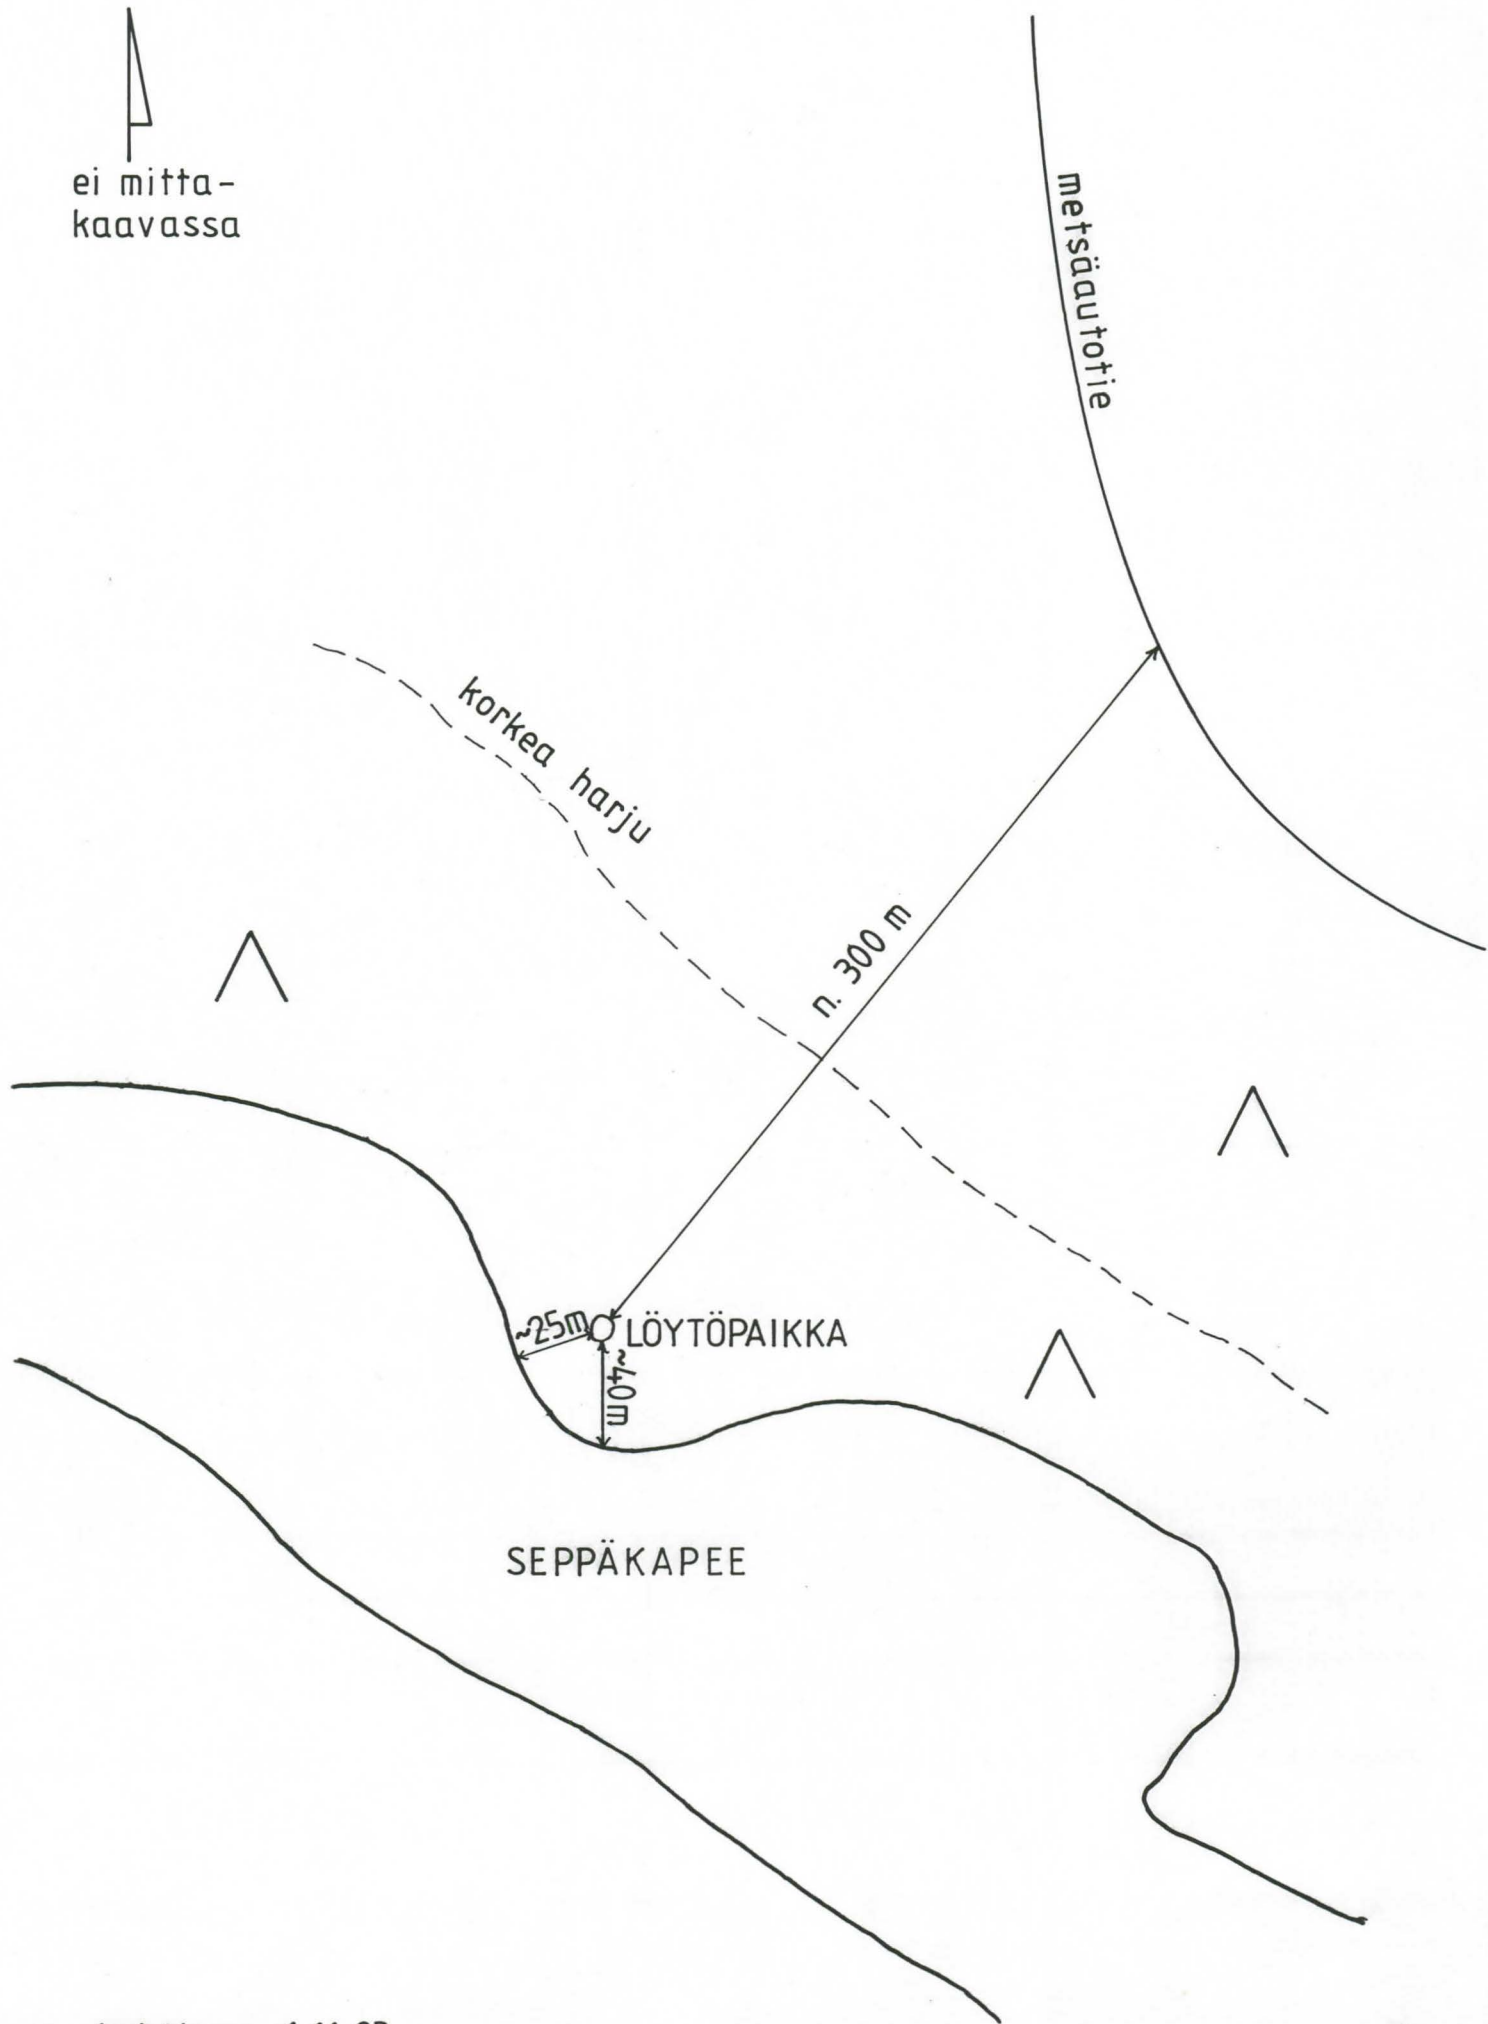 ei mitta-
kaavassa
metsäautotie
korkea harju
n. 300 m
~25m
LÖYTÖPAIKKA
~40m
SEPPÄKAPEE